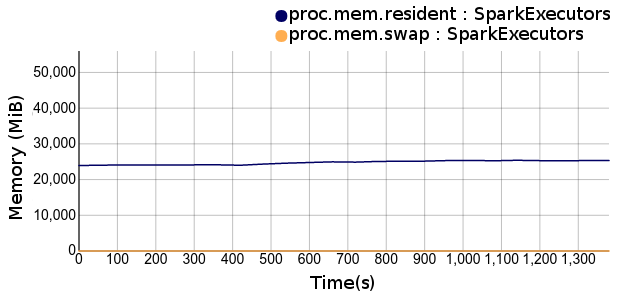 proc.mem.resident : SparkExecutors
proc.mem.swap : SparkExecutors
Memory (MiB)
50,000
40,000
30,000
20,000
10,000
0
0 100 200 300 400 500 600 700 800 900 1,000 1,100 1,200 1,300
Time(s)